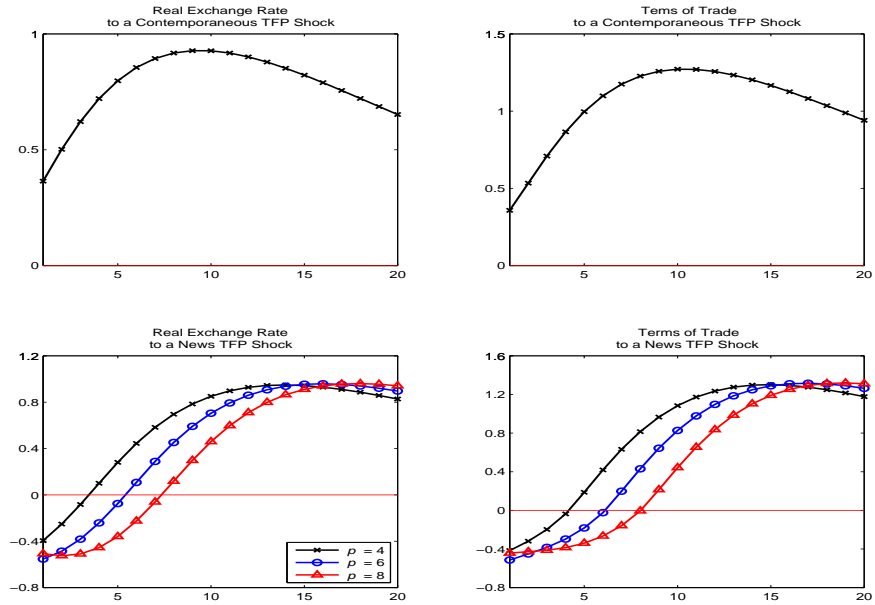 Real Exchange Rate
to a Contemporaneous TFP Shock
1
0.5
0
5 10 15 20
Tems of Trade
to a Contemporaneous TFP Shock
1.5
1
0.5
0
5 10 15 20
Real Exchange Rate
to a News TFP Shock
1.2
0.8
0.4
0
−0.4
−0.8
5 10 15 20
p = 4
p = 6
p = 8
Terms of Trade
to a News TFP Shock
1.6
1.2
0.8
0.4
0
−0.4
−0.8
5 10 15 20